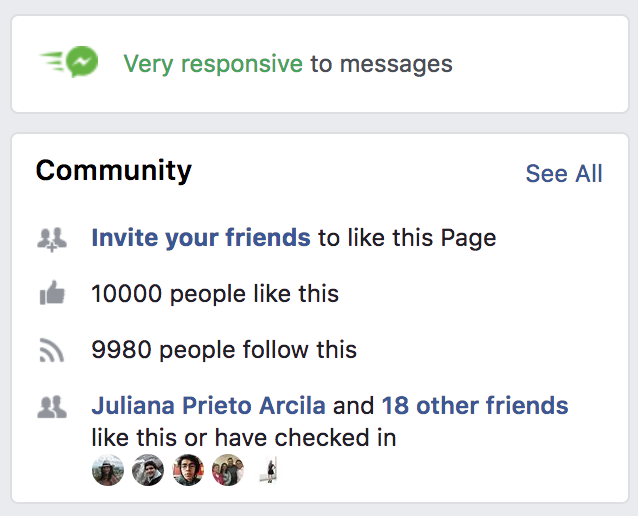 Very responsive to messages
Community
See All
Invite your friends to like this Page
10000 people like this
9980 people follow this
Juliana Prieto Arcila and 18 other friends
like this or have checked in